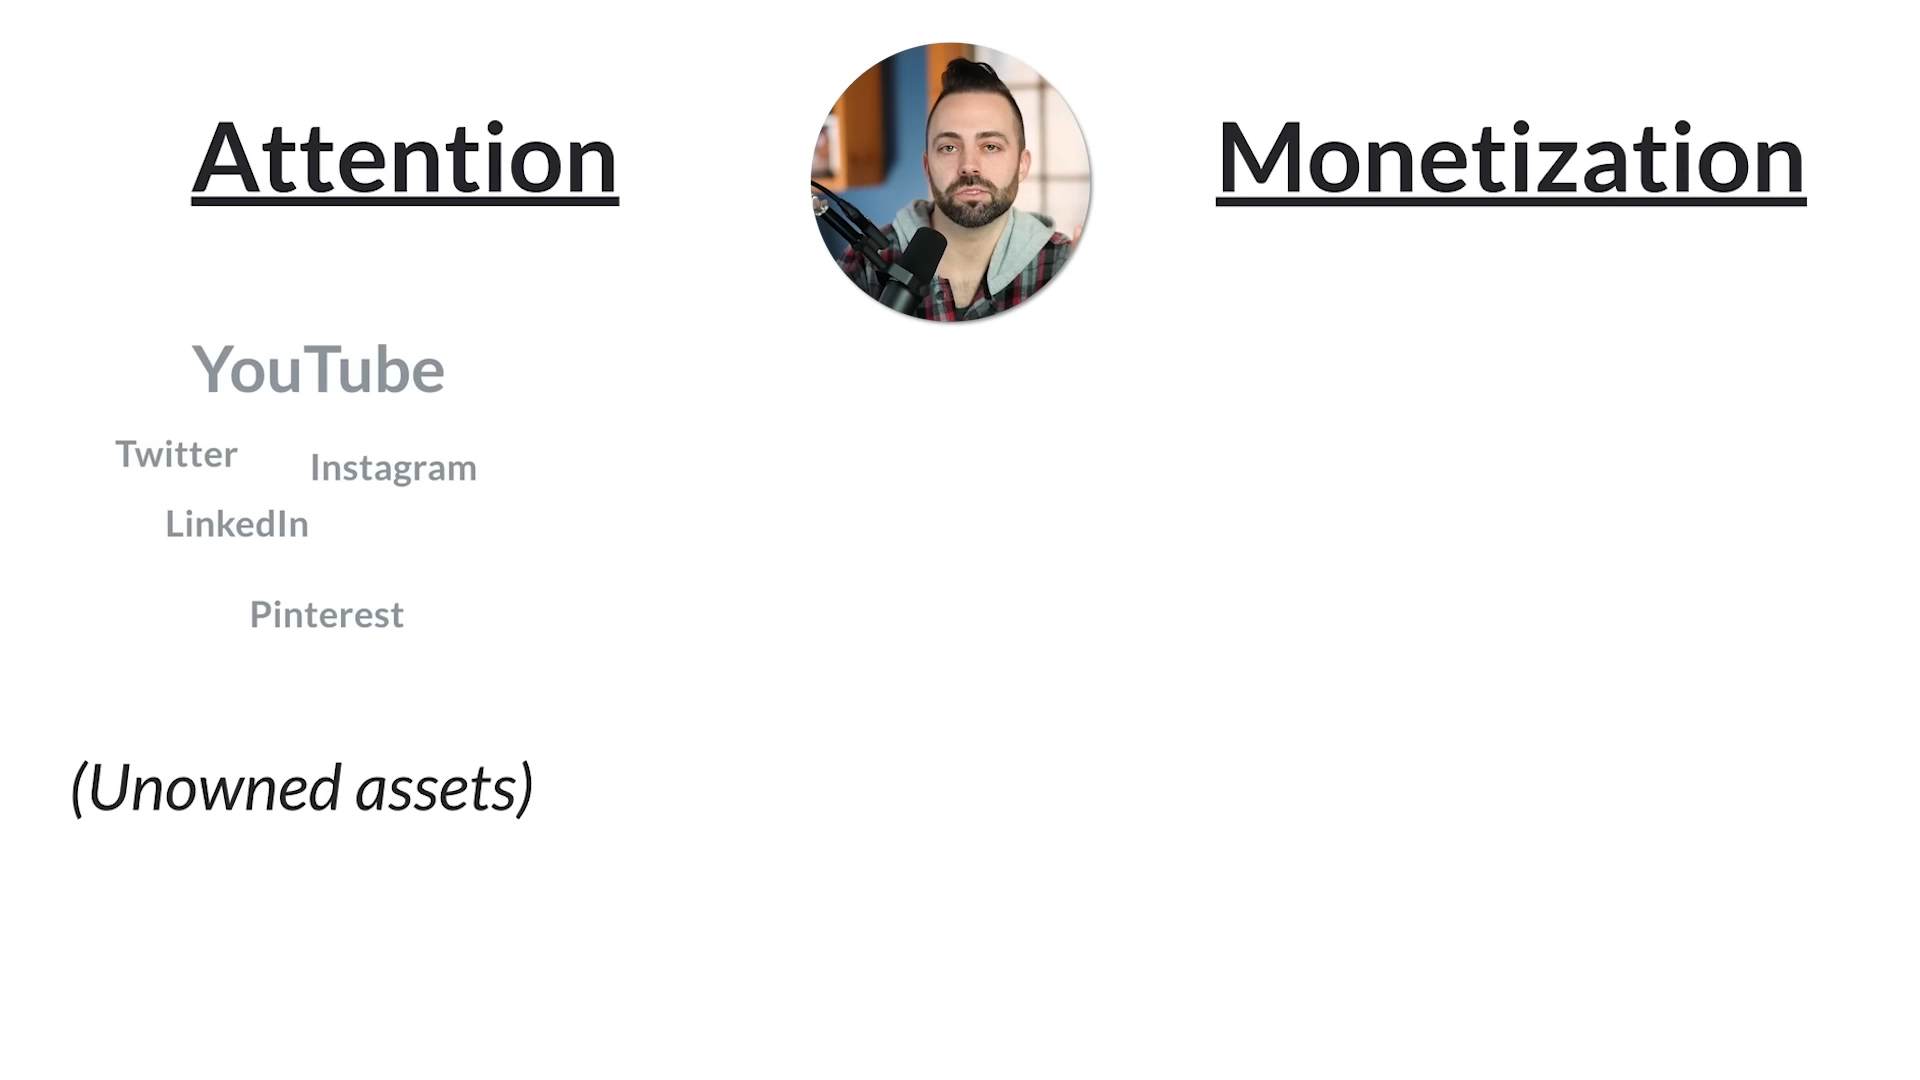 Attention
Monetization
YouTube
Twitter
Instagram
LinkedIn
Pinterest
(Unowned assets)